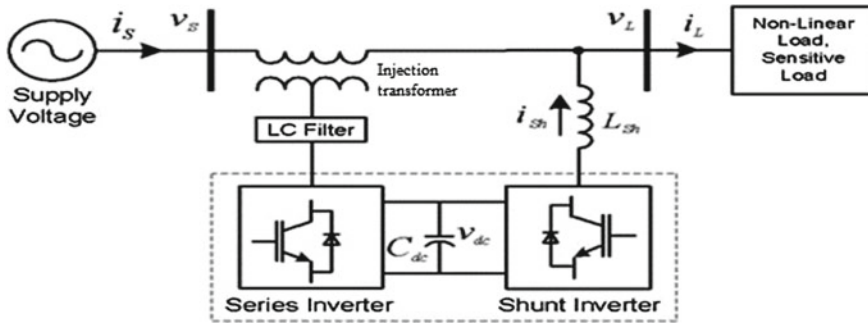 i_S
v_S
v_L
i_L
Non-Linear
Load,
Sensitive
Load
Injection
transformer
Supply
Voltage
LC Filter
i_Sh
L_Sh
C_dc
v_dc
Series Inverter
Shunt Inverter